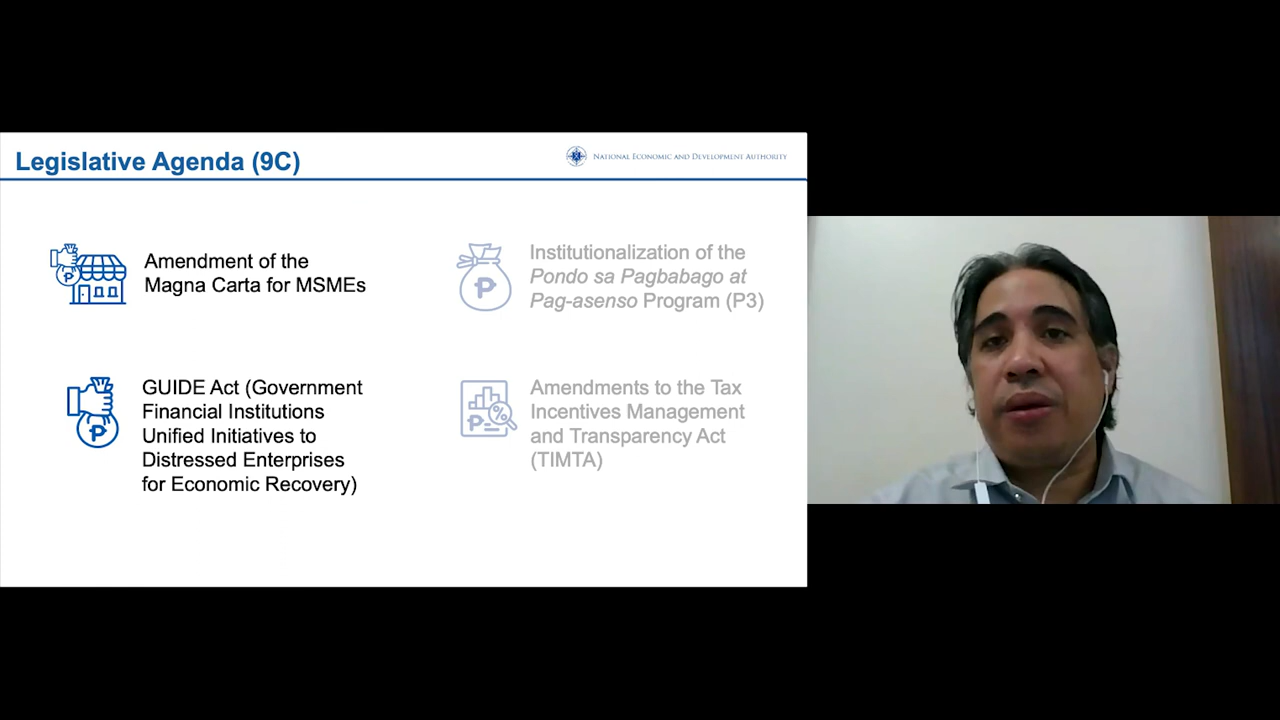 Legislative Agenda (9C)
NATIONAL ECONOMIC AND DEVELOPMENT AUTHORITY
Amendment of the
Magna Carta for MSMEs
Institutionalization of the
Pondo sa Pagbabago at
Pag-asenso Program (P3)
GUIDE Act (Government
Financial Institutions
Unified Initiatives to
Distressed Enterprises
for Economic Recovery)
Amendments to the Tax
Incentives Management
and Transparency Act
(TIMTA)